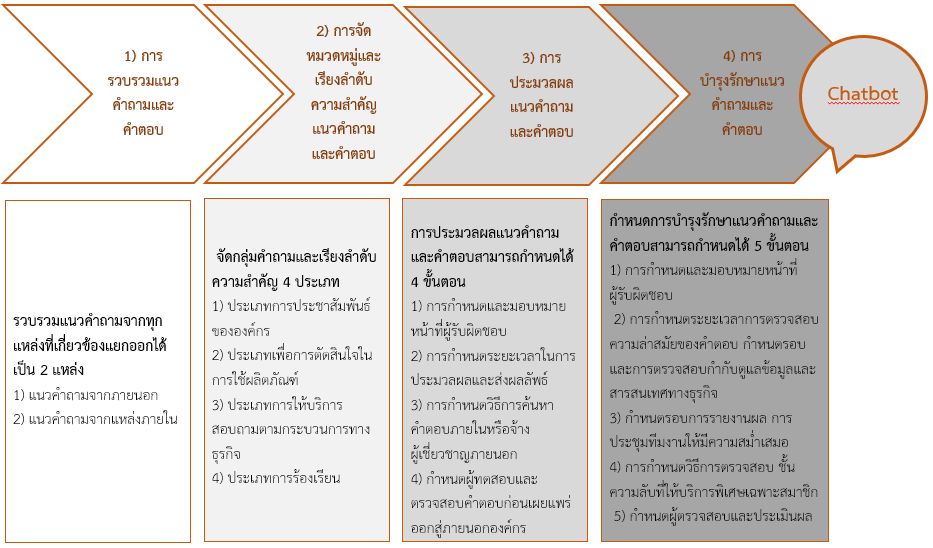 1) การ
รวบรวมแนว
คำถามและ
คำตอบ
2) การจัด
หมวดหมู่และ
เรียงลำดับ
ความสำคัญ
แนวคำถาม
และคำตอบ
3) การ
ประมวลผล
แนวคำถาม
และคำตอบ
4) การ
บำรุงรักษาแนว
คำถามและ
คำตอบ
Chatbot
รวบรวมแนวคำถามจากทุก
แหล่งที่เกี่ยวข้องแยกออกได้
เป็น 2 แหล่ง
1) แนวคำถามจากภายนอก
2) แนวคำถามจากแหล่งภายใน
จัดกลุ่มคำถามและเรียงลำดับ
ความสำคัญ 4 ประเภท
1) ประเภทการประชาสัมพันธ์
ขององค์กร
2) ประเภทเพื่อการตัดสินใจใน
การใช้ผลิตภัณฑ์
3) ประเภทการให้บริการ
สอบถามตามกระบวนการทาง
ธุรกิจ
4) ประเภทการร้องเรียน
การประมวลผลแนวคำถาม
และคำตอบสามารถกำหนดได้
4 ขั้นตอน
1) การกำหนดและมอบหมาย
หน้าที่ผู้รับผิดชอบ
2) การกำหนดระยะเวลาในการ
ประมวลผลและส่งผลลัพธ์
3) การกำหนดวิธีการค้นหา
คำตอบภายในหรือจ้าง
ผู้เชี่ยวชาญภายนอก
4) กำหนดผู้ทดสอบและ
ตรวจสอบคำตอบก่อนเผยแพร่
ออกสู่ภายนอกองค์กร
กำหนดการบำรุงรักษาแนวคำถามและ
คำตอบสามารถกำหนดได้ 5 ขั้นตอน
1) การกำหนดและมอบหมายหน้าที่
ผู้รับผิดชอบ
2) การกำหนดระยะเวลาการตรวจสอบ
ความล่าสมัยของคำตอบ กำหนดรอบ
และการตรวจสอบกำกับดูแลข้อมูลและ
สารสนเทศทางธุรกิจ
3) กำหนดรอบการรายงานผล การ
ประชุมทีมงานให้มีความสม่ำเสมอ
4) การกำหนดวิธีการตรวจสอบ ชั้น
ความลับที่ให้บริการพิเศษเฉพาะสมาชิก
5) กำหนดผู้ตรวจสอบและประเมินผล